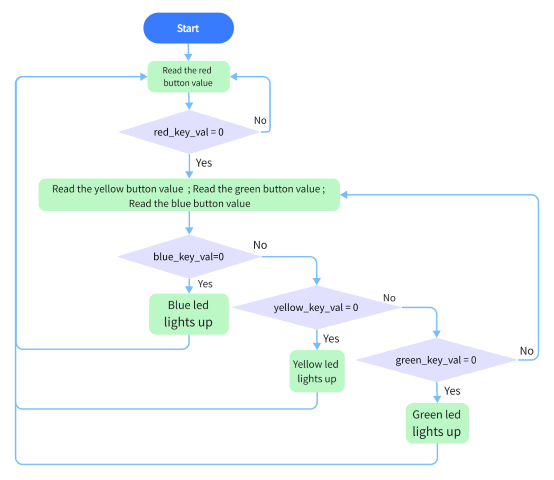 Start
Read the red
button value
No
red_key_val = 0
Yes
Read the yellow button value  ; Read the green button value ;
Read the blue button value
No
blue_key_val=0
Yes
Blue led
lights up
yellow_key_val = 0
No
Yes
Yellow led
lights up
green_key_val = 0
No
Yes
Green led
lights up